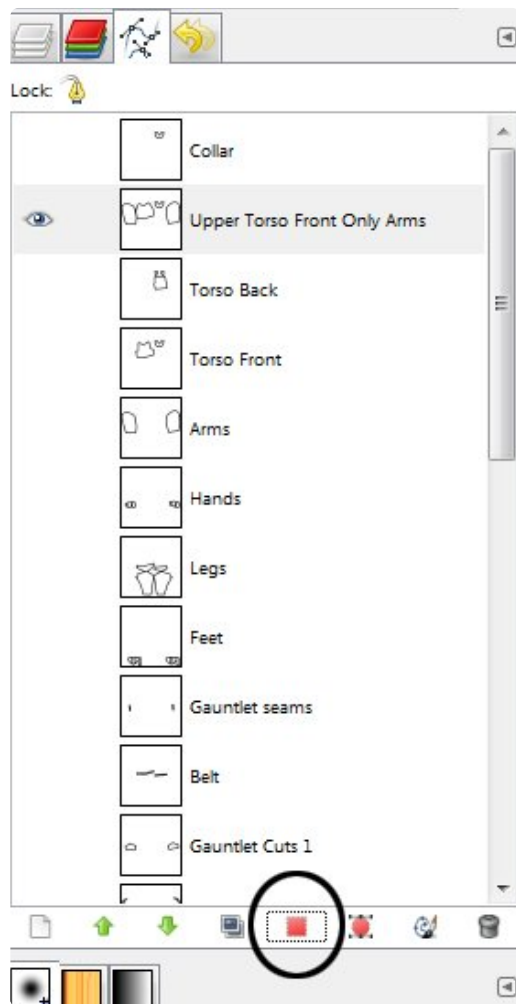 Lock:
Collar
Upper Torso Front Only Arms
Torso Back
Torso Front
Arms
Hands
Legs
Feet
Gauntlet seams
Belt
Gauntlet Cuts 1